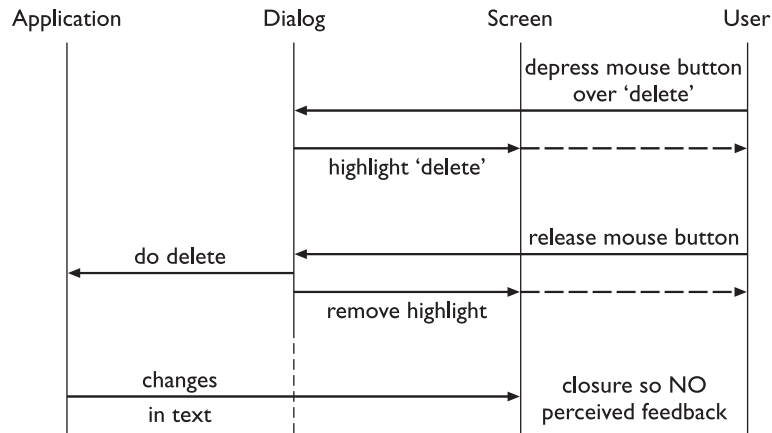 Application Dialog Screen User
depress mouse button
over ‘delete’
highlight ‘delete’
release mouse button
do delete
remove highlight
changes
in text
closure so NO
perceived feedback